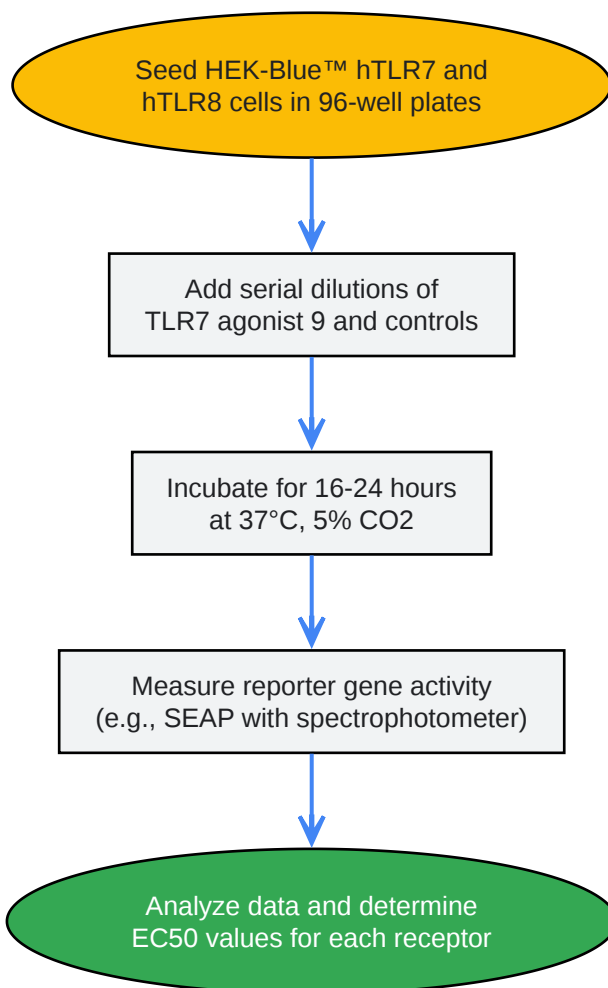 Seed HEK-Blue™ hTLR7 and
hTLR8 cells in 96-well plates
Add serial dilutions of
TLR7 agonist 9 and controls
Incubate for 16-24 hours
at 37°C, 5% CO2
Measure reporter gene activity
(e.g., SEAP with spectrophotometer)
Analyze data and determine
EC50 values for each receptor